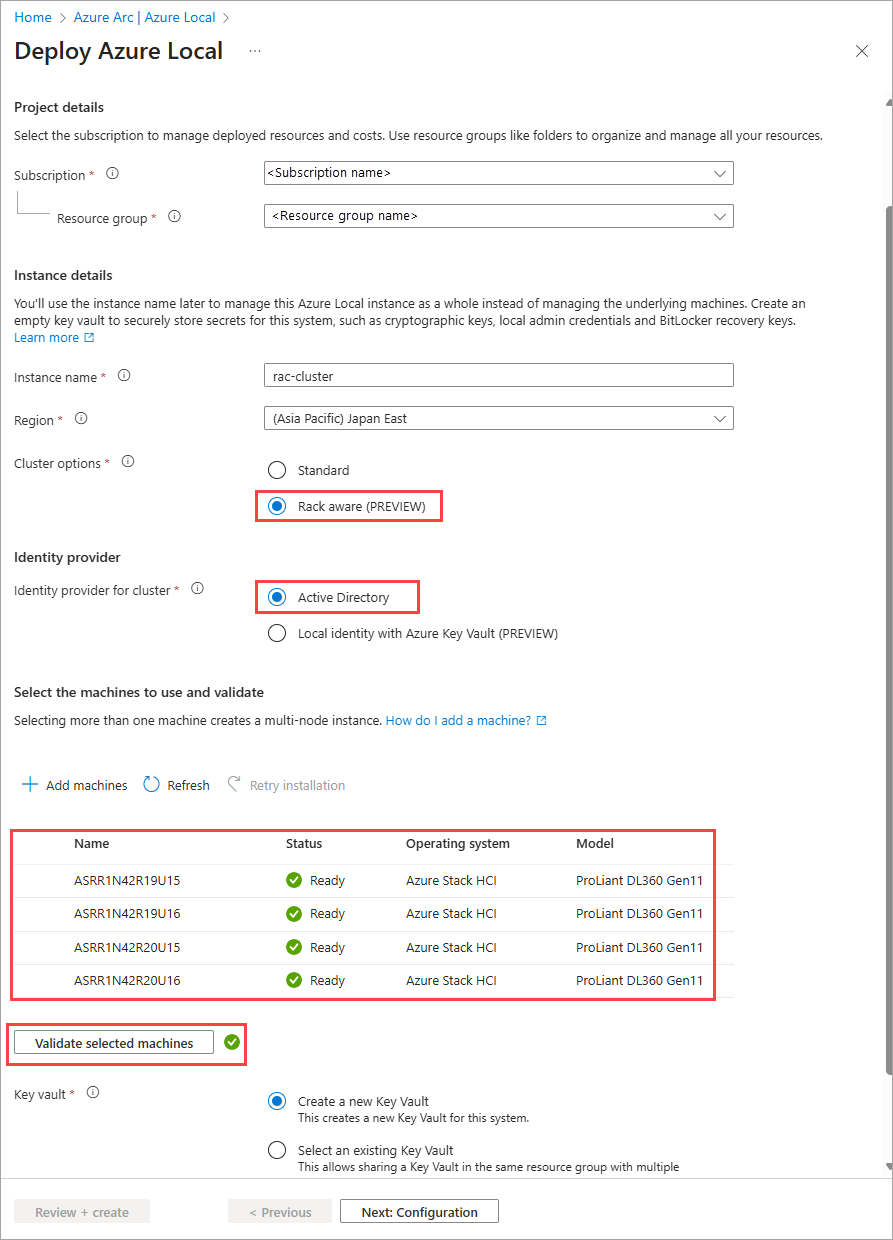 Home > Azure Arc | Azure Local >
Deploy Azure Local ...
Project details
Select the subscription to manage deployed resources and costs. Use resource groups like folders to organize and manage all your resources.
Subscription * <Subscription name>
Resource group * <Resource group name>
Instance details
You'll use the instance name later to manage this Azure Local instance as a whole instead of managing the underlying machines. Create an
empty key vault to securely store secrets for this system, such as cryptographic keys, local admin credentials and BitLocker recovery keys.
Learn more
Instance name * rac-cluster
Region * (Asia Pacific) Japan East
Cluster options *
Standard
Rack aware (PREVIEW)
Identity provider
Identity provider for cluster *
Active Directory
Local identity with Azure Key Vault (PREVIEW)
Select the machines to use and validate
Selecting more than one machine creates a multi-node instance. How do I add a machine?
Add machines Refresh Retry installation
Name Status Operating system Model
ASRR1N42R19U15 Ready Azure Stack HCI ProLiant DL360 Gen11
ASRR1N42R19U16 Ready Azure Stack HCI ProLiant DL360 Gen11
ASRR1N42R20U15 Ready Azure Stack HCI ProLiant DL360 Gen11
ASRR1N42R20U16 Ready Azure Stack HCI ProLiant DL360 Gen11
Validate selected machines
Key vault *
Create a new Key Vault
This creates a new Key Vault for this system.
Select an existing Key Vault
This allows sharing a Key Vault in the same resource group with multiple
Review + create < Previous Next: Configuration